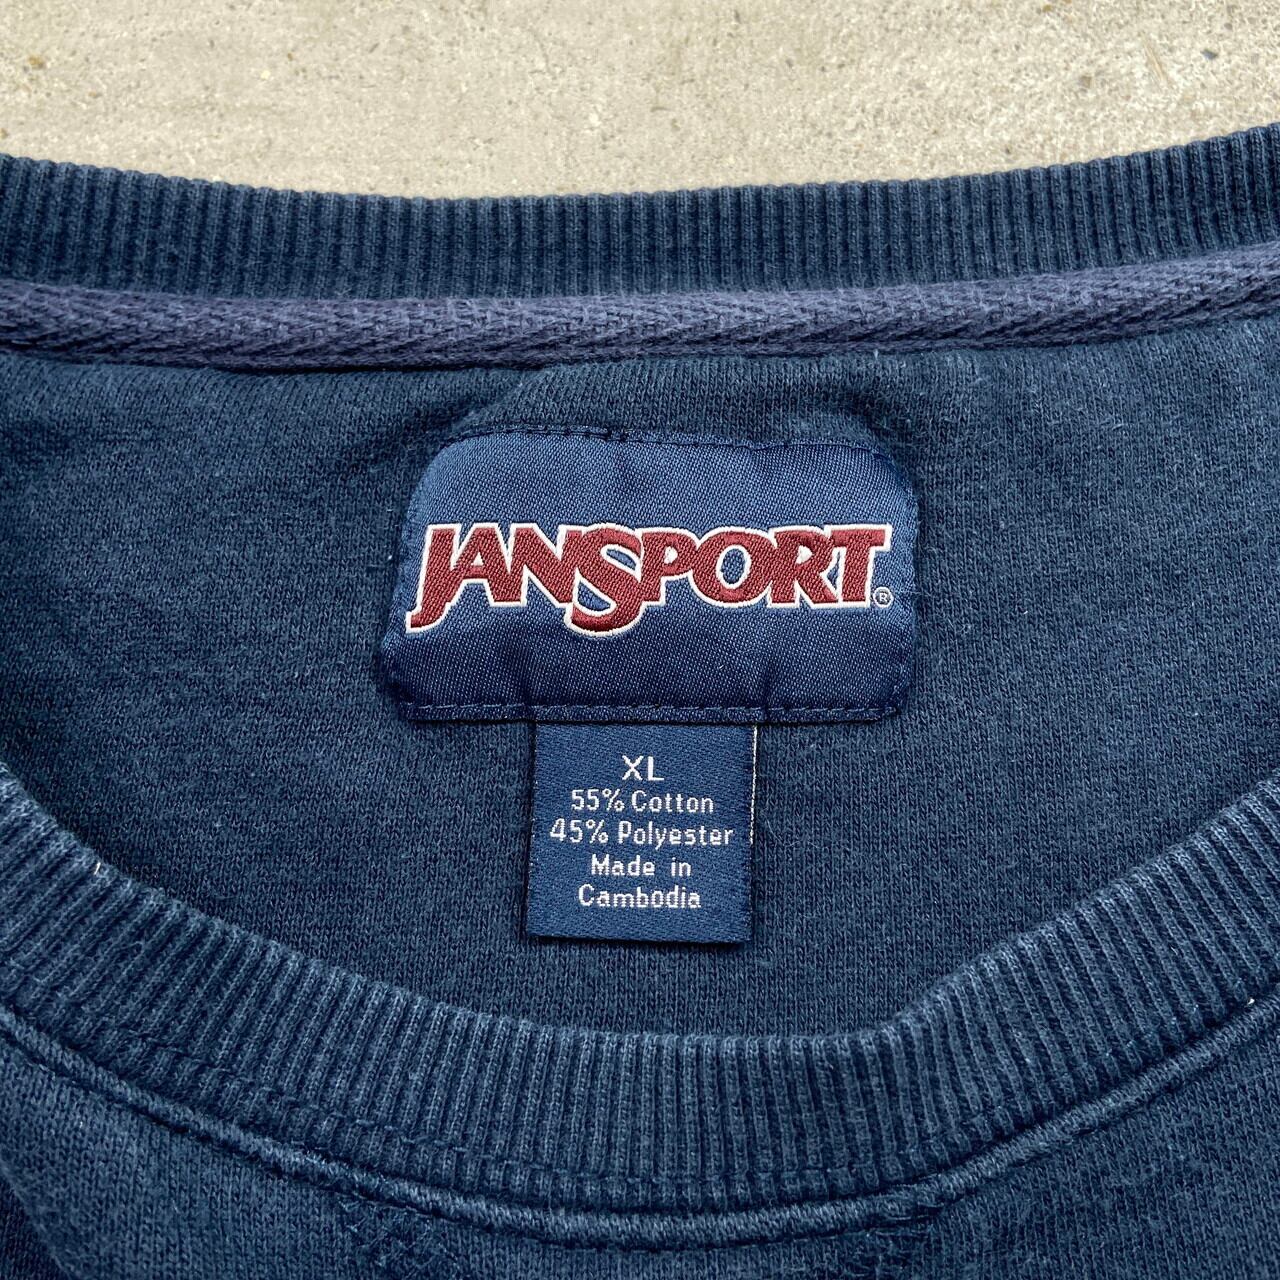 JANSPORT®
XL
55% Cotton
45% Polyester
Made in
Cambodia